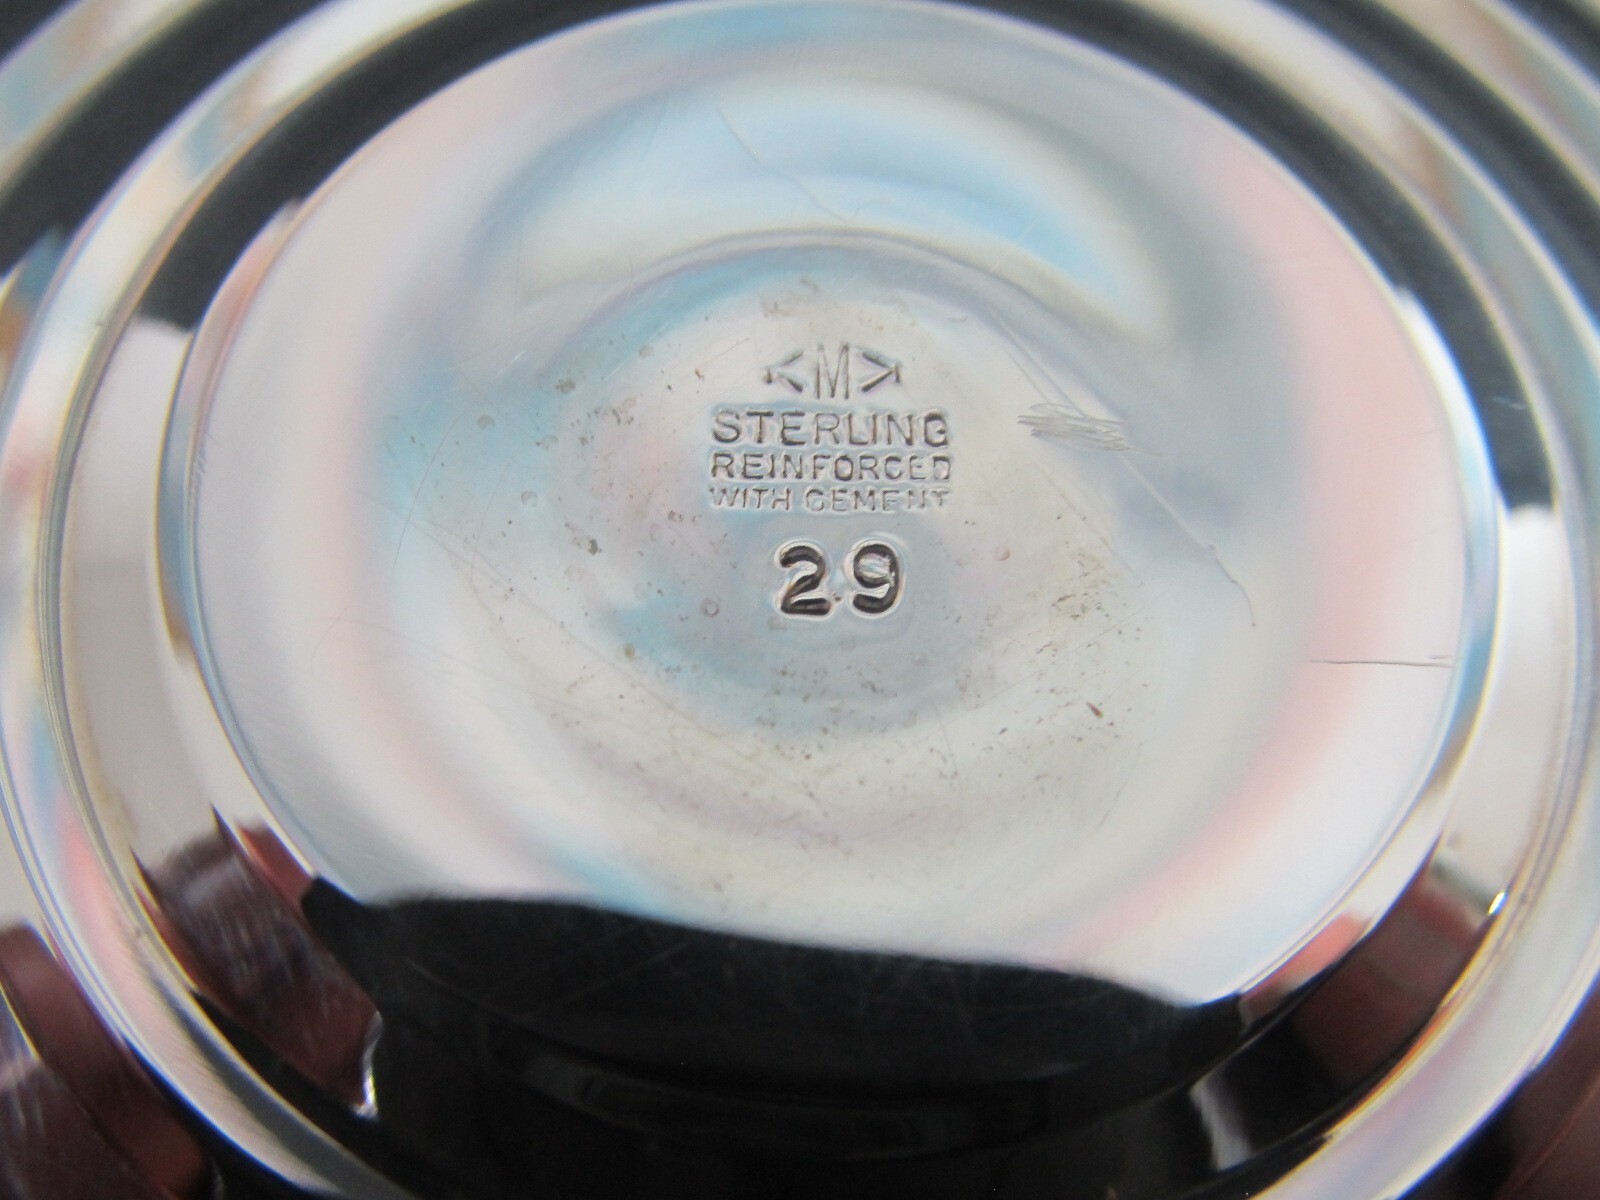 <M>
STERLING
REINFORCED
WITH CEMENT
29